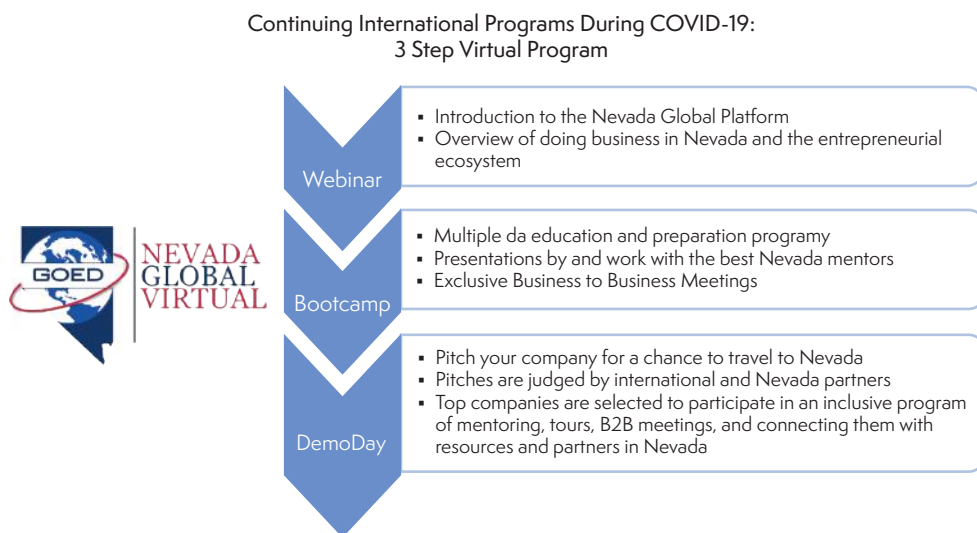 Continuing International Programs During COVID-19:
3 Step Virtual Program
Webinar
▪ Introduction to the Nevada Global Platform
▪ Overview of doing business in Nevada and the entrepreneurial
ecosystem
GOED
NEVADA
GLOBAL
VIRTUAL
Bootcamp
▪ Multiple da education and preparation programy
▪ Presentations by and work with the best Nevada mentors
▪ Exclusive Business to Business Meetings
DemoDay
▪ Pitch your company for a chance to travel to Nevada
▪ Pitches are judged by international and Nevada partners
▪ Top companies are selected to participate in an inclusive program
of mentoring, tours, B2B meetings, and connecting them with
resources and partners in Nevada